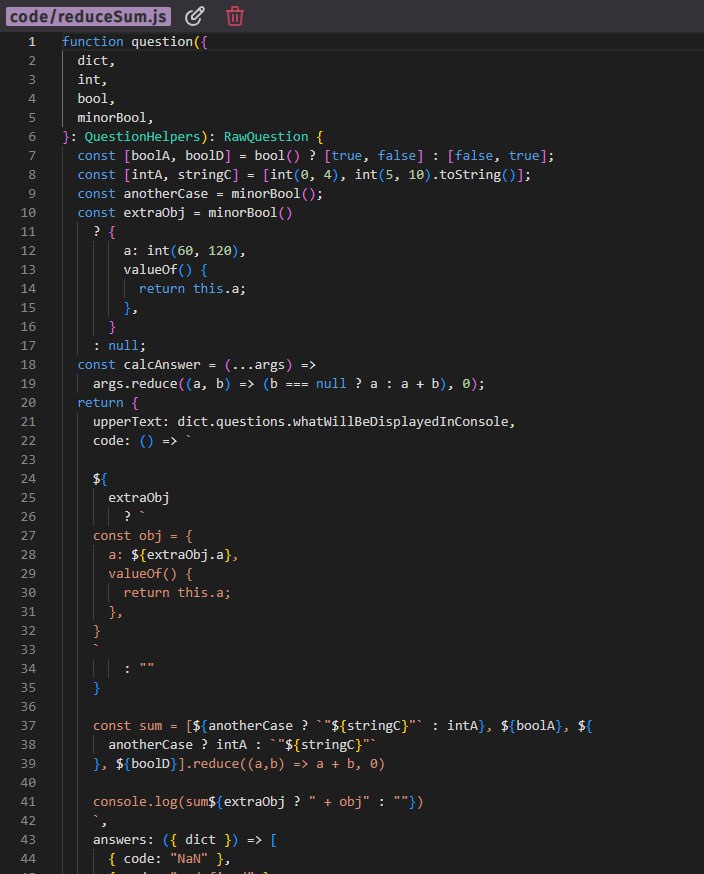 code/reduceSum.js
1 function question({
2   dict,
3   int,
4   bool,
5   minorBool,
6 }: QuestionHelpers): RawQuestion {
7   const [boolA, boolD] = bool() ? [true, false] : [false, true];
8   const [intA, stringC] = [int(0, 4), int(5, 10).toString()];
9   const anotherCase = minorBool();
10   const extraObj = minorBool()
11     ? {
12         a: int(60, 120),
13         valueOf() {
14           return this.a;
15         },
16       }
17     : null;
18   const calcAnswer = (...args) =>
19     args.reduce((a, b) => (b === null ? a : a + b), 0);
20   return {
21     upperText: dict.questions.whatWillBeDisplayedInConsole,
22     code: () => `
23
24     ${
25       extraObj
26         ? `
27     const obj = {
28       a: ${extraObj.a},
29       valueOf() {
30         return this.a;
31       },
32     }
33     `
34         : ""
35     }
36
37     const sum = [${anotherCase ? `"${stringC}"` : intA}, ${boolA}, ${
38       anotherCase ? intA : `"${stringC}"`
39     }, ${boolD}].reduce((a,b) => a + b, 0)
40
41     console.log(sum${extraObj ? " + obj" : ""})
42     `,
43     answers: ({ dict }) => [
44       { code: "NaN" },